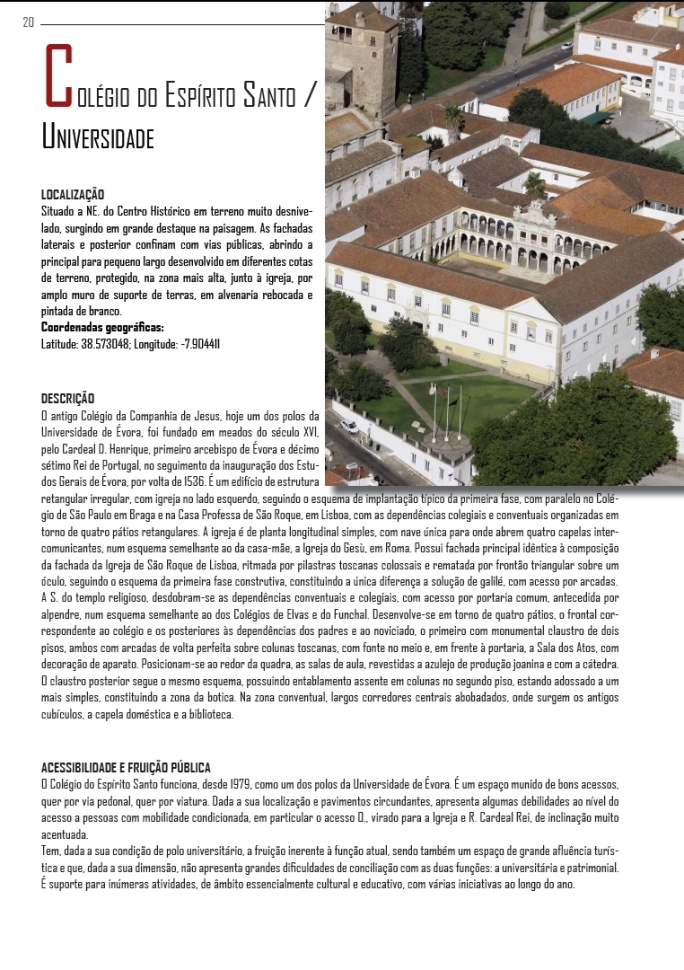 20
COLÉGIO DO ESPÍRITO SANTO /
UNIVERSIDADE
LOCALIZAÇÃO
Situado a NE. do Centro Histórico em terreno muito desnive-
lado, surgindo em grande destaque na paisagem. As fachadas
laterais e posterior confinam com vias públicas, abrindo a
principal para pequeno largo desenvolvido em diferentes cotas
de terreno, protegido, na zona mais alta, junto à igreja, por
amplo muro de suporte de terras, em alvenaria rebocada e
pintada de branco.
Coordenadas geográficas:
Latitude: 38.573048; Longitude: -7.904411
DESCRIÇÃO
O antigo Colégio da Companhia de Jesus, hoje um dos polos da
Universidade de Évora, foi fundado em meados do século XVI,
pelo Cardeal D. Henrique, primeiro arcebispo de Évora e décimo
sétimo Rei de Portugal, no seguimento da inauguração dos Estu-
dos Gerais de Évora, por volta de 1536. É um edifício de estrutura
retangular irregular, com igreja no lado esquerdo, seguindo o esquema de implantação típico da primeira fase, com paralelo no Colé-
gio de São Paulo em Braga e na Casa Professa de São Roque, em Lisboa, com as dependências colegiais e conventuais organizadas em
torno de quatro pátios retangulares. A igreja é de planta longitudinal simples, com nave única para onde abrem quatro capelas inter-
comunicantes, num esquema semelhante ao da casa-mãe, a Igreja do Gesù, em Roma. Possui fachada principal idêntica à composição
da fachada da Igreja de São Roque de Lisboa, ritmada por pilastras toscanas colossais e rematada por frontão triangular sobre um
óculo, seguindo o esquema da primeira fase construtiva, constituindo a única diferença a solução de galilé, com acesso por arcadas.
A S. do templo religioso, desdobram-se as dependências conventuais e colegiais, com acesso por portaria comum, antecedida por
alpendre, num esquema semelhante ao dos Colégios de Elvas e do Funchal. Desenvolve-se em torno de quatro pátios, o frontal cor-
respondente ao colégio e os posteriores às dependências dos padres e ao noviciado, o primeiro com monumental claustro de dois
pisos, ambos com arcadas de volta perfeita sobre colunas toscanas, com fonte no meio e, em frente à portaria, a Sala dos Atos, com
decoração de aparato. Posicionam-se ao redor da quadra, as salas de aula, revestidas a azulejo de produção joanina e com a cátedra.
O claustro posterior segue o mesmo esquema, possuindo entablamento assente em colunas no segundo piso, estando adossado a um
mais simples, constituindo a zona da botica. Na zona conventual, largos corredores centrais abobadados, onde surgem os antigos
cubículos, a capela doméstica e a biblioteca.
ACESSIBILIDADE E FRUIÇÃO PÚBLICA
O Colégio do Espírito Santo funciona, desde 1979, como um dos polos da Universidade de Évora. É um espaço munido de bons acessos,
quer por via pedonal, quer por viatura. Dada a sua localização e pavimentos circundantes, apresenta algumas debilidades ao nível do
acesso a pessoas com mobilidade condicionada, em particular o acesso O., virado para a Igreja e R. Cardeal Rei, de inclinação muito
acentuada.
Tem, dada a sua condição de polo universitário, a fruição inerente à função atual, sendo também um espaço de grande afluência turís-
tica e que, dada a sua dimensão, não apresenta grandes dificuldades de conciliação com as duas funções: a universitária e patrimonial.
É suporte para inúmeras atividades, de âmbito essencialmente cultural e educativo, com várias iniciativas ao longo do ano.